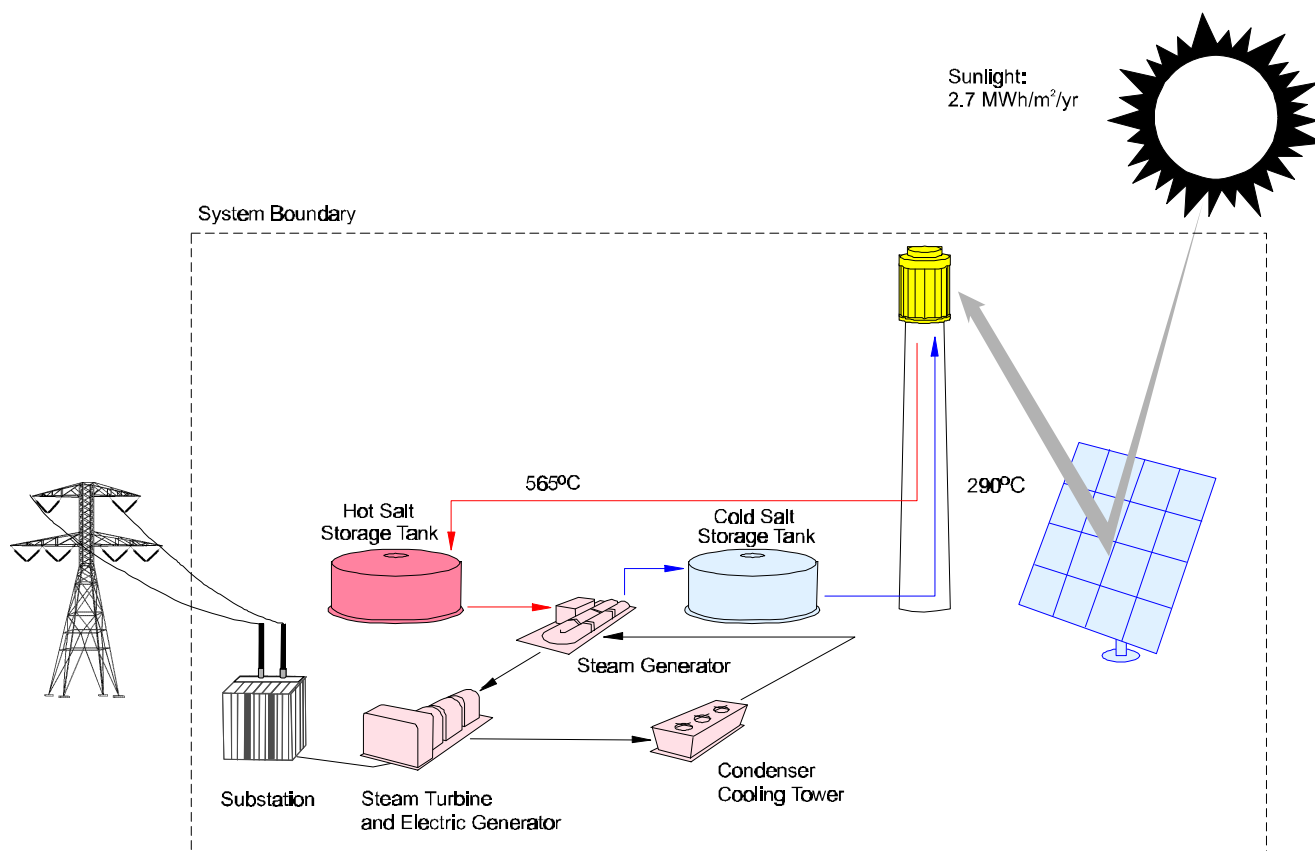 Sunlight:
2.7 MWh/m²/yr
System Boundary
565ºC
290ºC
Hot Salt
Storage Tank
Cold Salt
Storage Tank
Steam Generator
Substation
Steam Turbine
and Electric Generator
Condenser
Cooling Tower